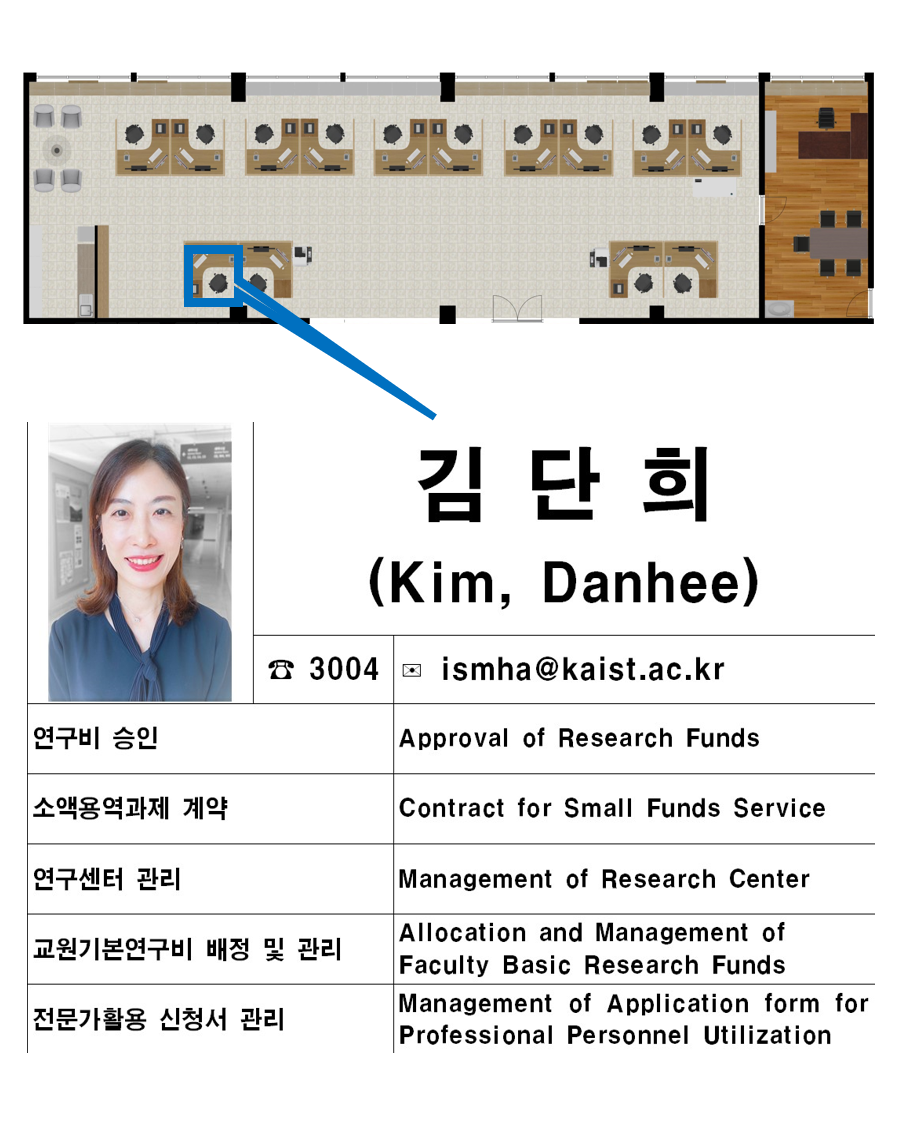 김 단 희
(Kim, Danhee)
☎ 3004
✉ ismha@kaist.ac.kr
연구비 승인
Approval of Research Funds
소액용역과제 계약
Contract for Small Funds Service
연구센터 관리
Management of Research Center
교원기본연구비 배정 및 관리
Allocation and Management of
Faculty Basic Research Funds
전문가활용 신청서 관리
Management of Application form for
Professional Personnel Utilization